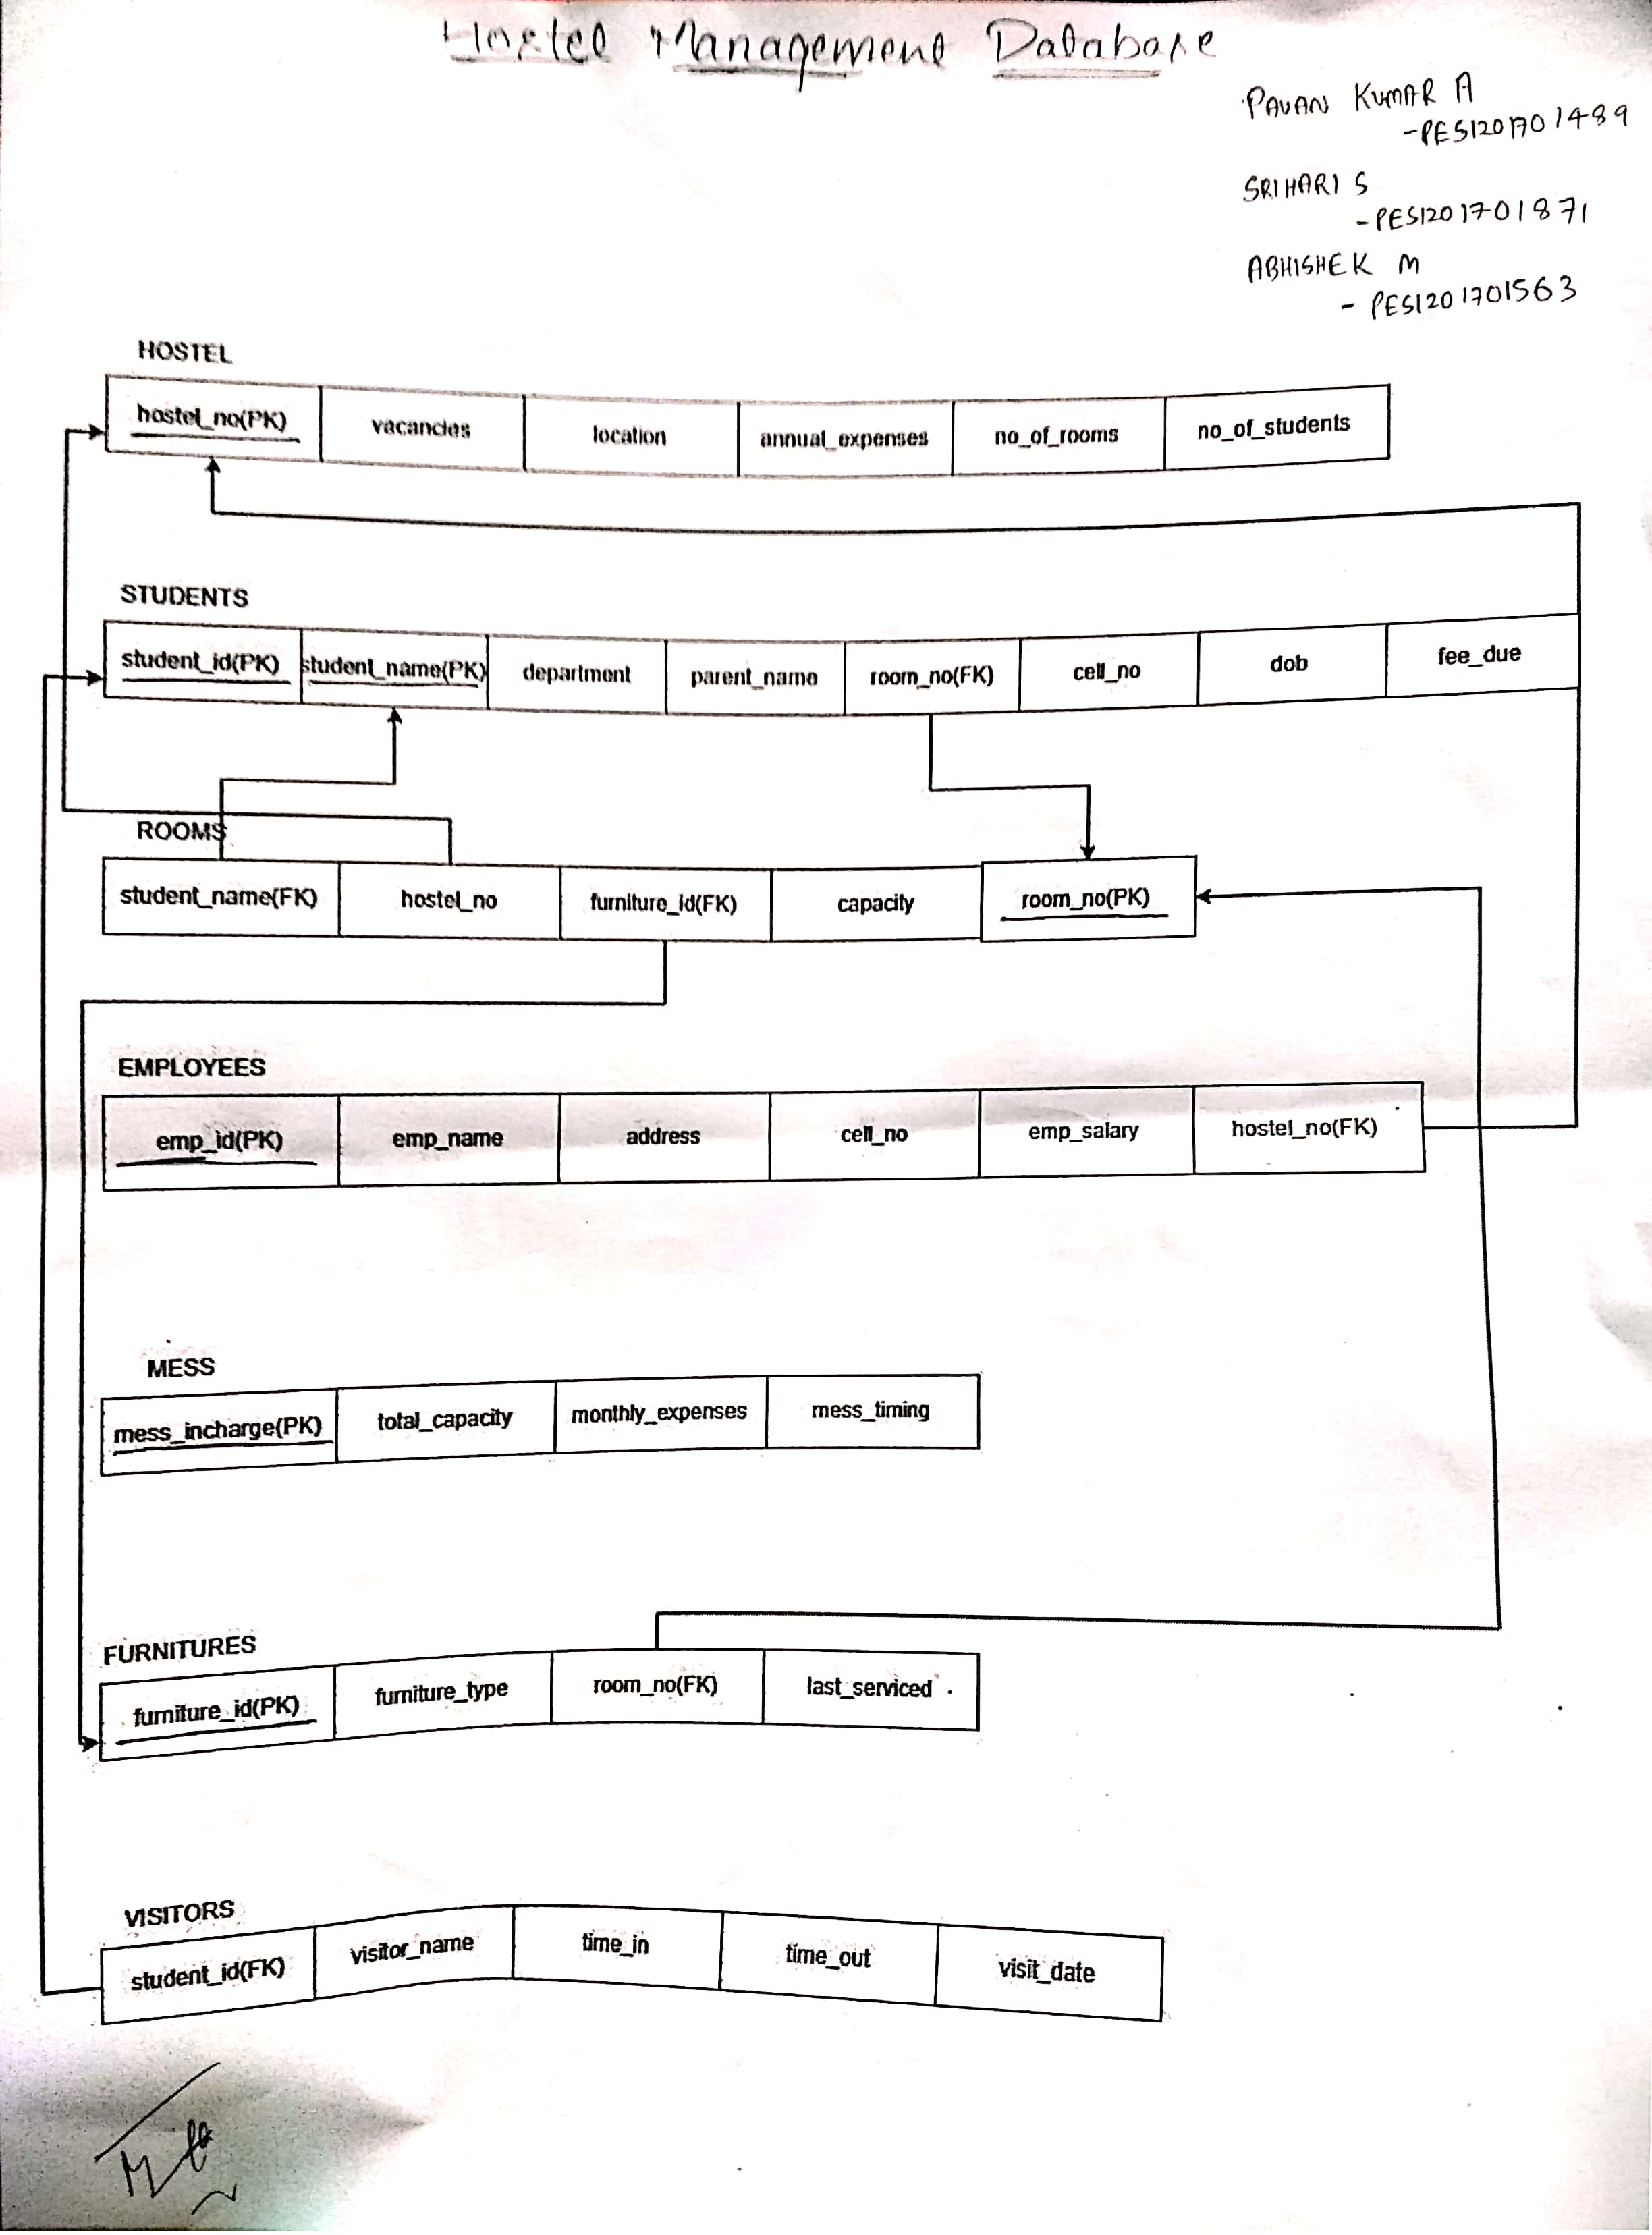 Hostel Management Database
PAVAN KUMAR A
-PES1201701489
SRIHARI S
-PES1201701871
ABHISHEK M
- PES1201701563
HOSTEL
hostel_no(PK) vacancies location annual_expenses no_of_rooms no_of_students
STUDENTS
student_id(PK) student_name(PK) department parent_name room_no(FK) cell_no dob fee_due
ROOMS
student_name(FK) hostel_no furniture_id(FK) capacity room_no(PK)
EMPLOYEES
emp_id(PK) emp_name address cell_no emp_salary hostel_no(FK)
MESS
mess_incharge(PK) total_capacity monthly_expenses mess_timing
FURNITURES
furniture_id(PK) furniture_type room_no(FK) last_serviced
VISITORS
student_id(FK) visitor_name time_in time_out visit_date